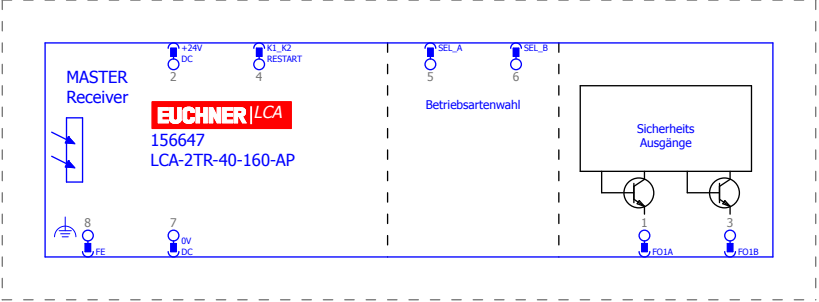 +24V
DC
2
K1_K2
RESTART
4
SEL_A
5
SEL_B
6
MASTER
Receiver
EUCHNER LCA
156647
LCA-2TR-40-160-AP
Betriebsartenwahl
Sicherheits
Ausgänge
8
FE
7
0V
DC
1
FO1A
3
FO1B